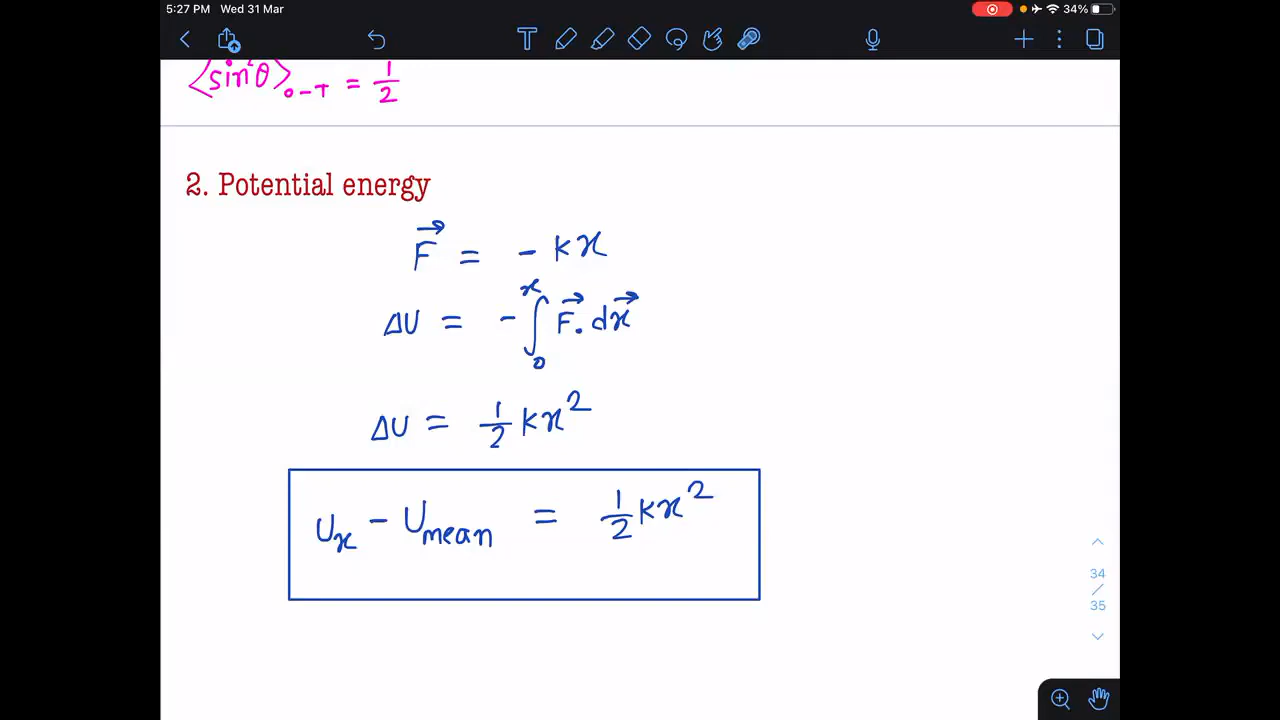 5:27 PM Wed 31 Mar 34%
T
<sin²θ>₀₋T = 1/2
2. Potential energy
F⃗ = - kx
ΔU = - ∫₀ˣ F⃗. dx⃗
ΔU = 1/2 kx²
Uₓ - Umean = 1/2 kx²
34
/
35